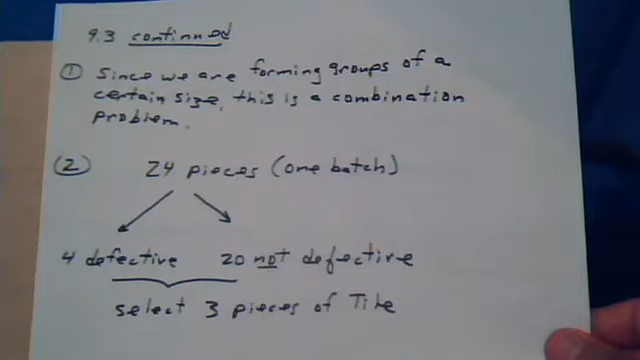 9.3 continued
① Since we are forming groups of a
certain size, this is a combination
problem.
② 24 pieces (one batch)
4 defective 20 not defective
select 3 pieces of Tile